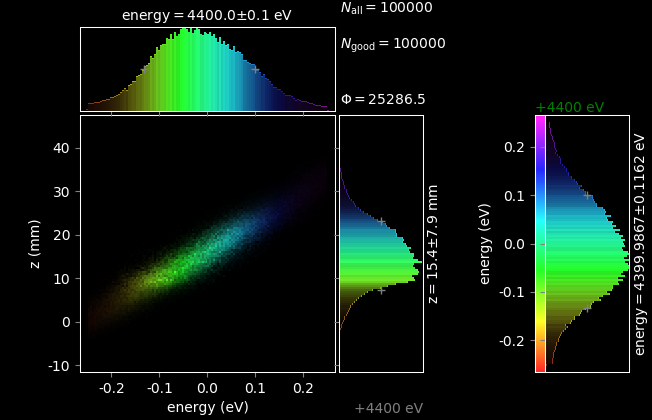 energy = 4400.0±0.1 eV
N_all = 100000
N_good = 100000
Φ = 25286.5
+4400 eV
40
30
20
10
0
-10
z (mm)
-0.2
-0.1
0.0
0.1
0.2
energy (eV)
z = 15.4±7.9 mm
0.2
0.1
0.0
-0.1
-0.2
energy (eV)
energy = 4399.9867±0.1162 eV
+4400 eV